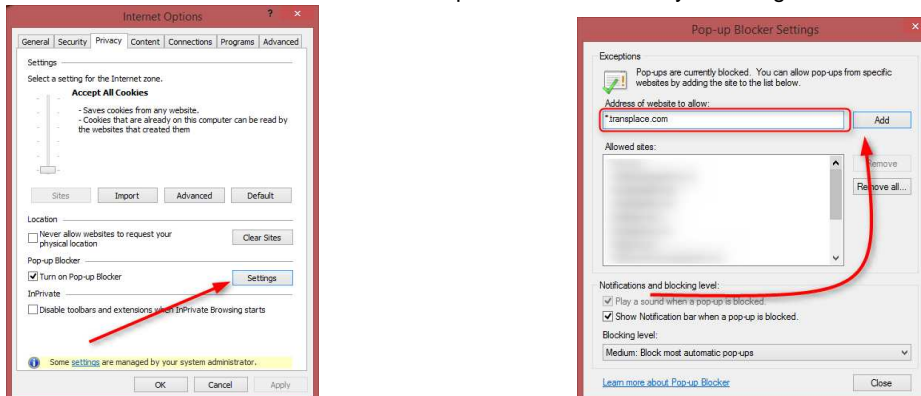 Internet Options
? ×
General Security Privacy Content Connections Programs Advanced
Settings
Select a setting for the Internet zone.
Accept All Cookies
- Saves cookies from any website.
- Cookies that are already on this computer can be read by
the websites that created them
Sites Import Advanced Default
Location
Never allow websites to request your
physical location
Clear Sites
Pop-up Blocker
Turn on Pop-up Blocker
Settings
InPrivate
Disable toolbars and extensions when InPrivate Browsing starts
Some settings are managed by your system administrator.
OK Cancel Apply
Pop-up Blocker Settings
×
Exceptions
Pop-ups are currently blocked. You can allow pop-ups from specific
websites by adding the site to the list below.
Address of website to allow:
*.transplace.com
Add
Allowed sites:
Remove
Remove all...
Notifications and blocking level:
Play a sound when a pop-up is blocked.
Show Notification bar when a pop-up is blocked.
Blocking level:
Medium: Block most automatic pop-ups
Learn more about Pop-up Blocker
Close